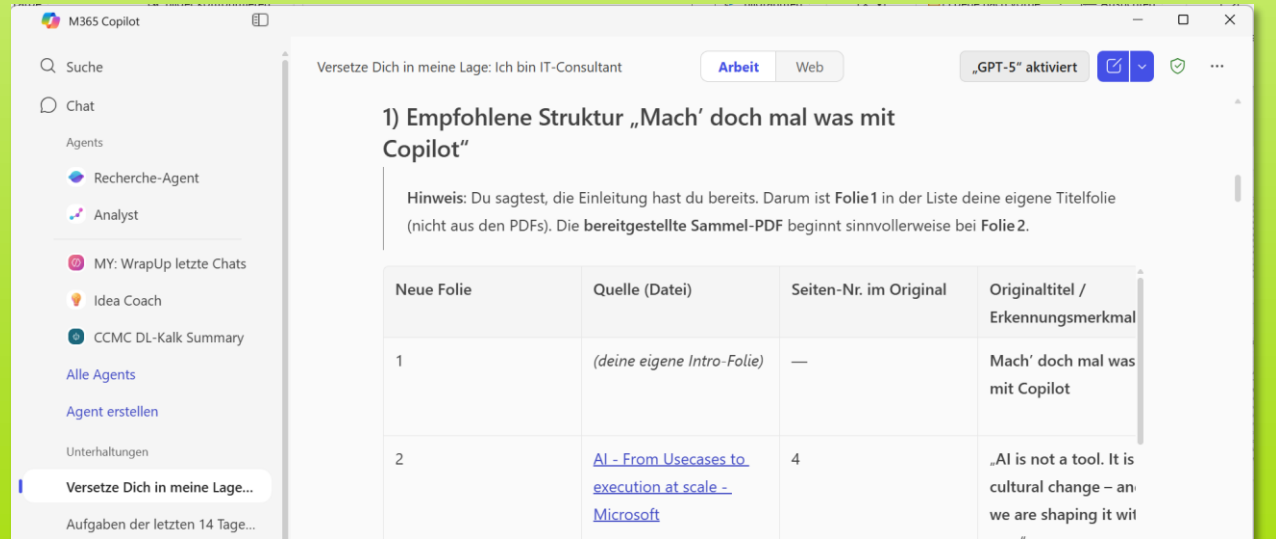 M365 Copilot
Suche
Chat
Agents
Recherche-Agent
Analyst
MY: WrapUp letzte Chats
Idea Coach
CCMC DL-Kalk Summary
Alle Agents
Agent erstellen
Unterhaltungen
Versetze Dich in meine Lage...
Aufgaben der letzten 14 Tage...
Versetze Dich in meine Lage: Ich bin IT-Consultant
Arbeit
Web
„GPT-5“ aktiviert
1) Empfohlene Struktur „Mach’ doch mal was mit
Copilot“
Hinweis: Du sagtest, die Einleitung hast du bereits. Darum ist Folie 1 in der Liste deine eigene Titelfolie
(nicht aus den PDFs). Die bereitgestellte Sammel-PDF beginnt sinnvollerweise bei Folie 2.
Neue Folie
Quelle (Datei)
Seiten-Nr. im Original
Originaltitel /
Erkennungsmerkmal
1
(deine eigene Intro-Folie)
—
Mach’ doch mal was
mit Copilot
2
AI - From Usecases to
execution at scale -
Microsoft
4
„AI is not a tool. It is
cultural change –
we are shaping it